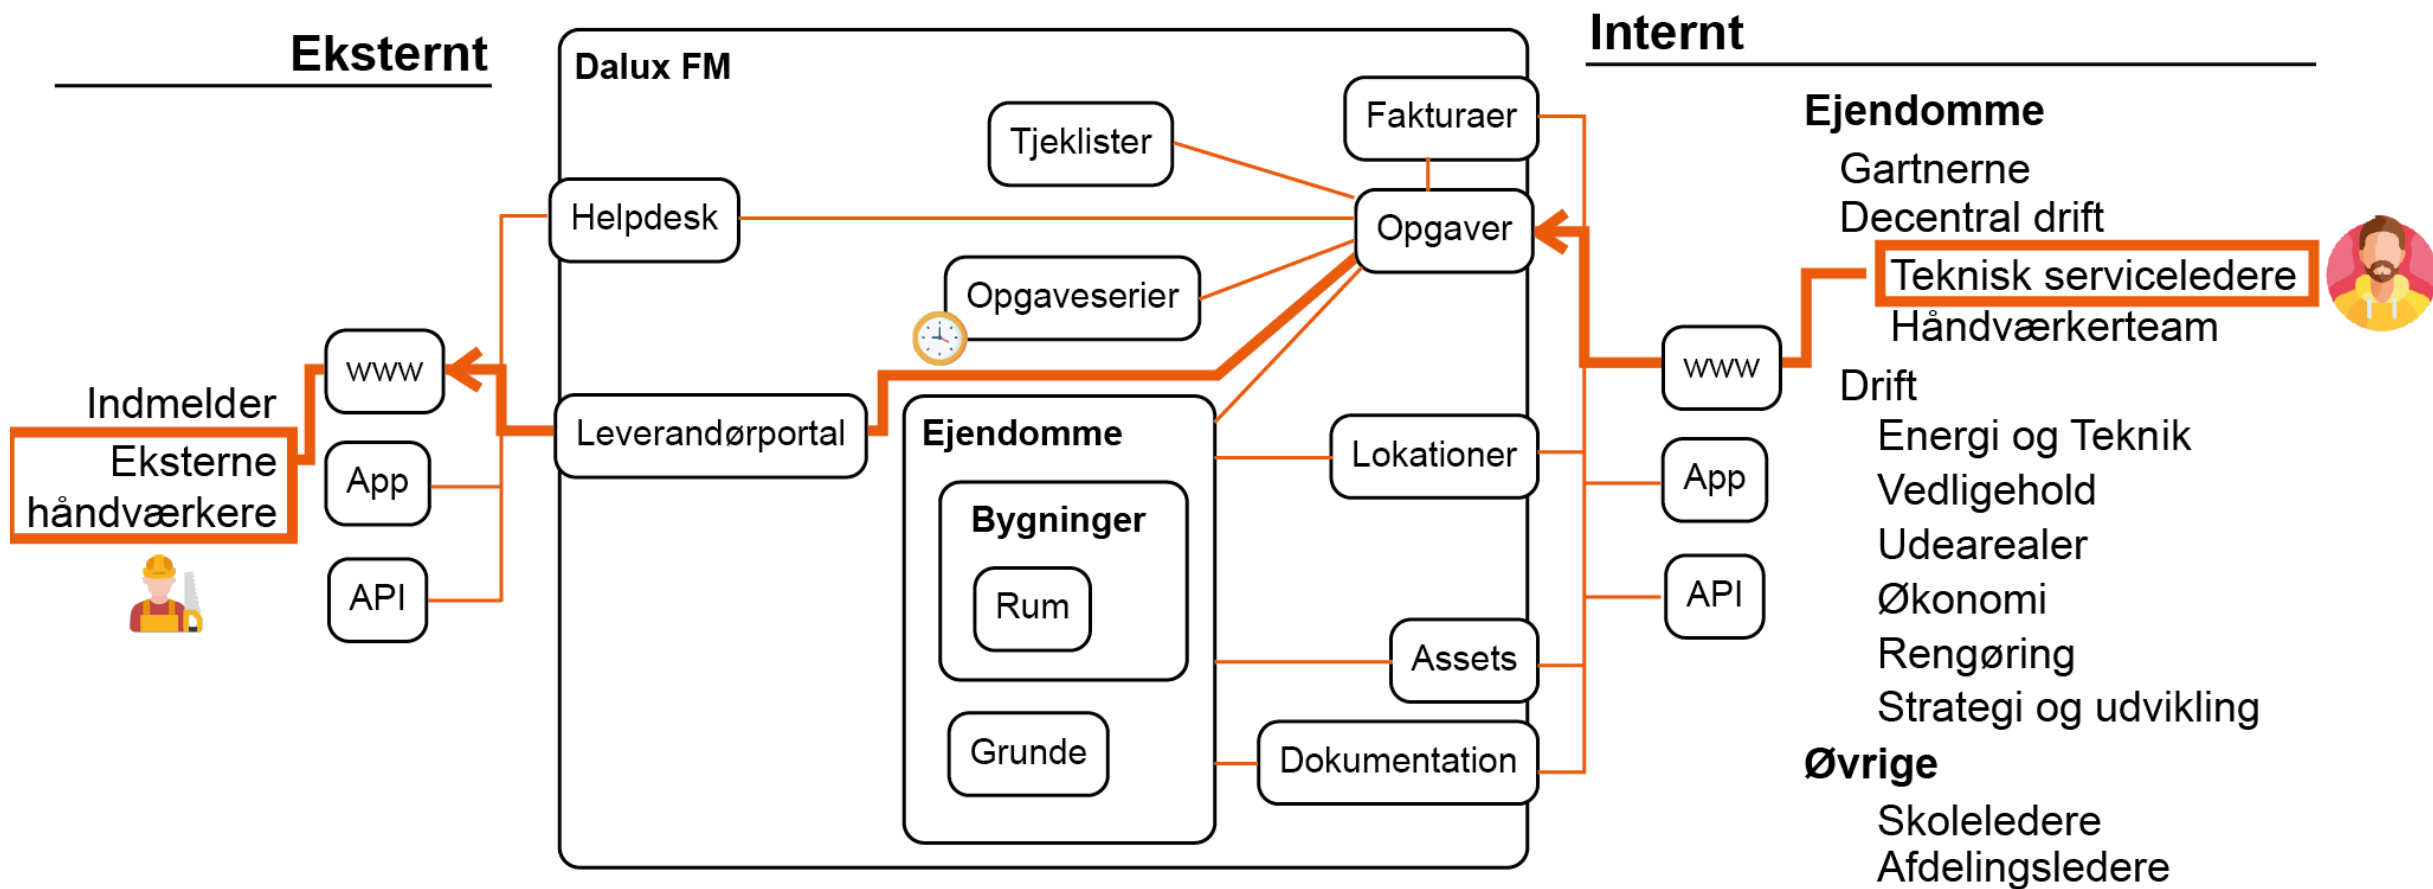 Eksternt
Indmelder
Eksterne
håndværkere
www
App
API
Dalux FM
Helpdesk
Leverandørportal
Tjeklister
Opgaveserier
Fakturaer
Opgaver
Ejendomme
Bygninger
Rum
Grunde
Lokationer
Assets
Dokumentation
Internt
www
App
API
Ejendomme
Gartnerne
Decentral drift
Teknisk serviceledere
Håndværkerteam
Drift
Energi og Teknik
Vedligehold
Udearealer
Økonomi
Rengøring
Strategi og udvikling
Øvrige
Skoleledere
Afdelingsledere